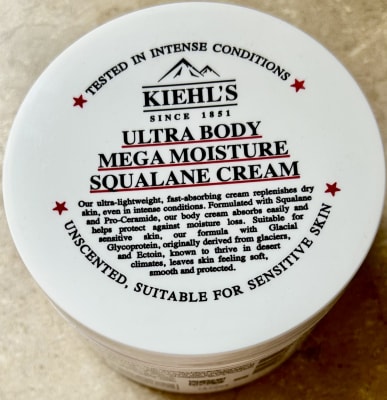 TESTED IN INTENSE CONDITIONS
KIEHL'S
SINCE 1851
ULTRA BODY
MEGA MOISTURE
SQUALANE CREAM
Our ultra-lightweight, fast-absorbing cream replenishes dry
skin, even in intense conditions. Formulated with Squalane
and Pro-Ceramide, our body cream absorbs easily and
helps protect against moisture loss. Suitable for
sensitive skin, our formula with Glacial
Glycoprotein, originally derived from glaciers,
and Ectoin, known to thrive in desert
climates, leaves skin feeling soft,
smooth and protected.
UNSCENTED, SUITABLE FOR SENSITIVE SKIN